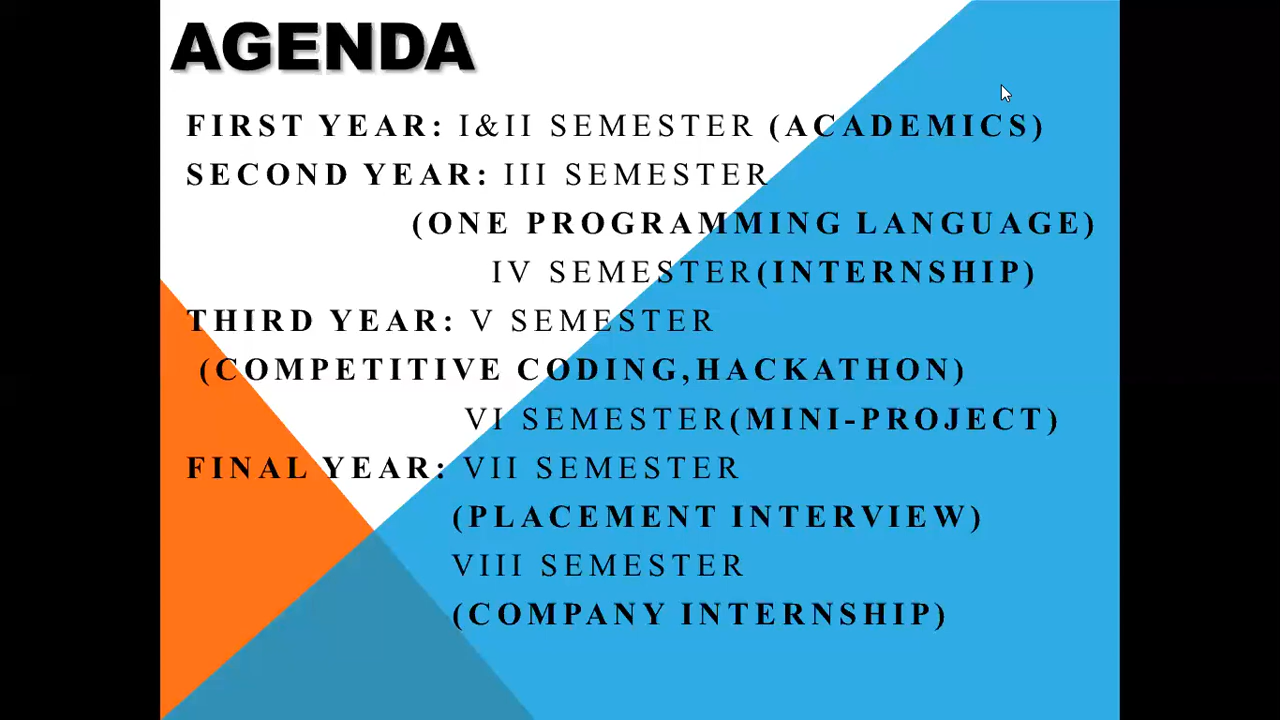 AGENDA
FIRST YEAR: I&II SEMESTER (ACADEMICS)
SECOND YEAR: III SEMESTER
(ONE PROGRAMMING LANGUAGE)
IV SEMESTER(INTERNSHIP)
THIRD YEAR: V SEMESTER
(COMPETITIVE CODING,HACKATHON)
VI SEMESTER(MINI-PROJECT)
FINAL YEAR: VII SEMESTER
(PLACEMENT INTERVIEW)
VIII SEMESTER
(COMPANY INTERNSHIP)